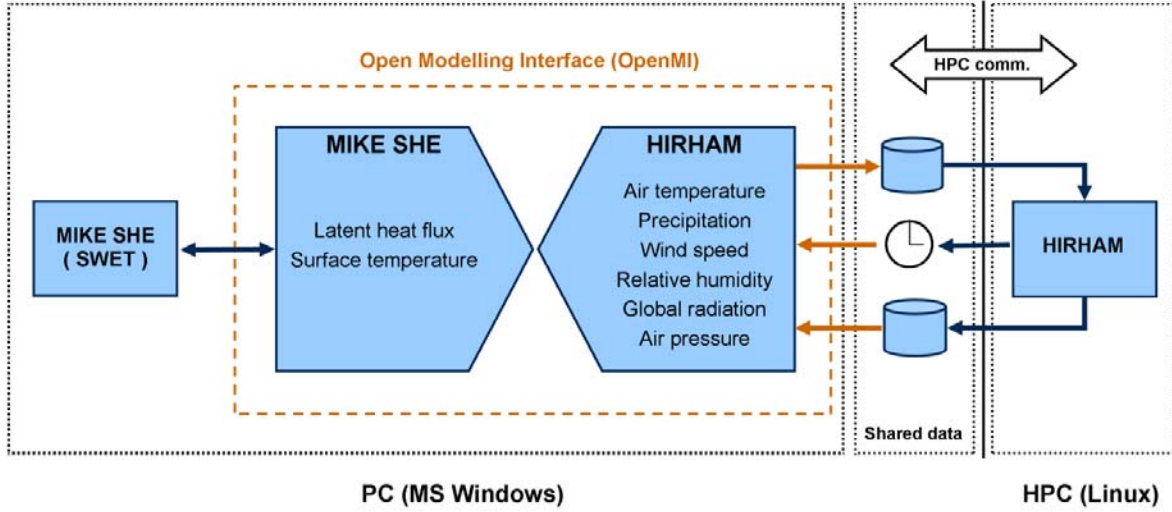 Open Modelling Interface (OpenMI)
HPC comm.
MIKE SHE
( SWET )
MIKE SHE
Latent heat flux
Surface temperature
HIRHAM
Air temperature
Precipitation
Wind speed
Relative humidity
Global radiation
Air pressure
HIRHAM
Shared data
PC (MS Windows)
HPC (Linux)